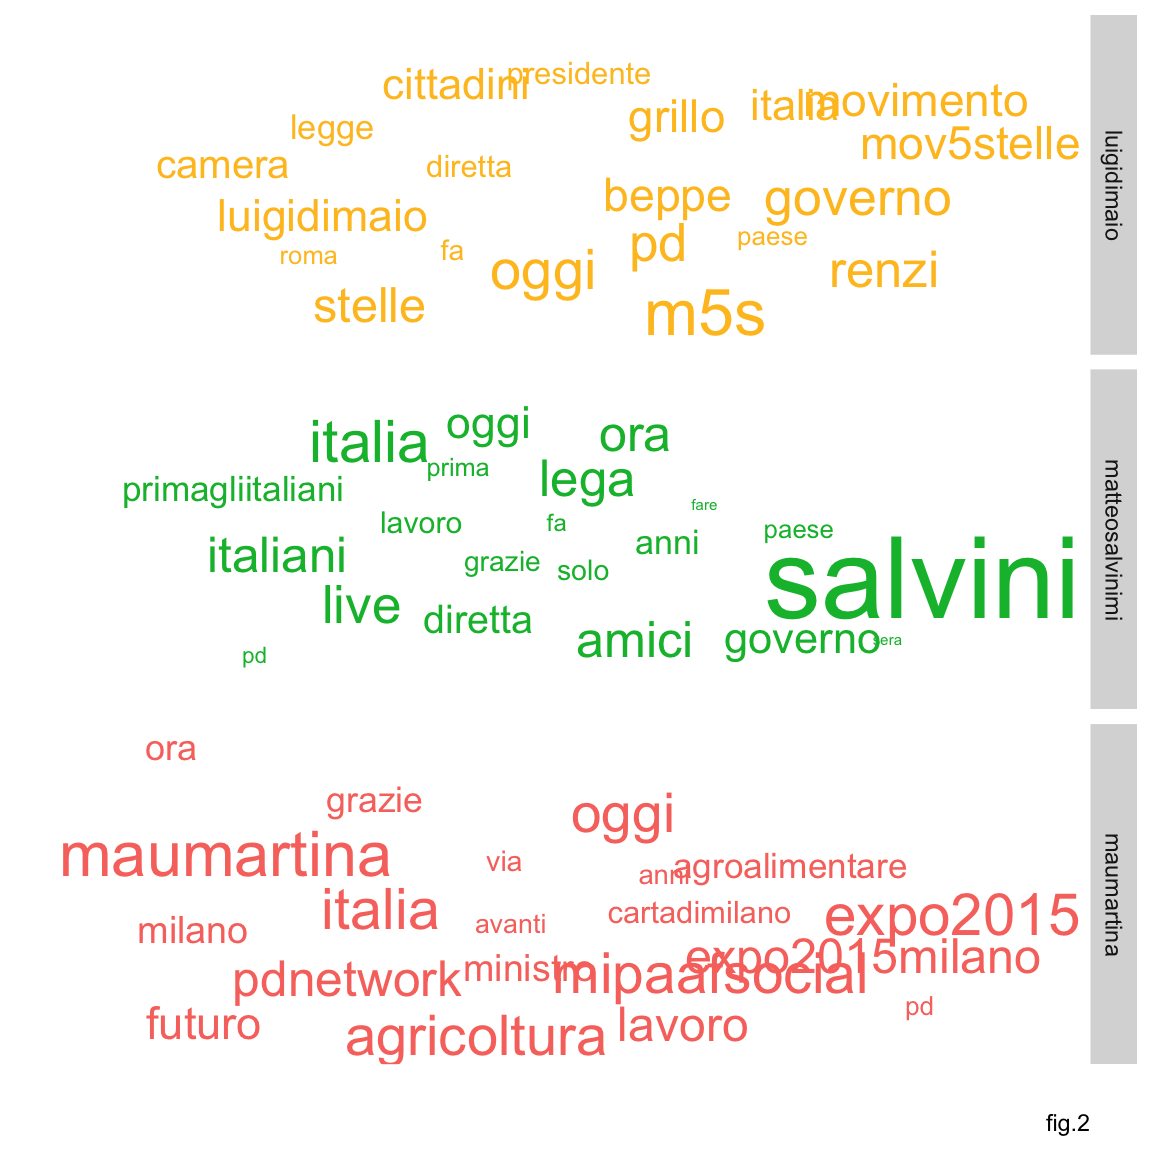 presidente
cittadini
italia
movimento
grillo
legge
mov5stelle
camera
diretta
beppe
governo
luigidimaio
paese
pd
fa
roma
oggi
renzi
stelle
m5s
luigidimaio
oggi
italia
ora
prima
lega
primagliitaliani
fare
lavoro
fa
paese
anni
italiani
grazie
solo
salvini
live
diretta
amici
governo
sera
pd
matteosalvinimi
ora
grazie
oggi
maumartina
via
agroalimentare
anni
italia
cartadimilano
expo2015
avanti
milano
expo2015milano
ministro
mipaafsocial
pdnetwork
pd
futuro
lavoro
agricoltura
maumartina
fig.2